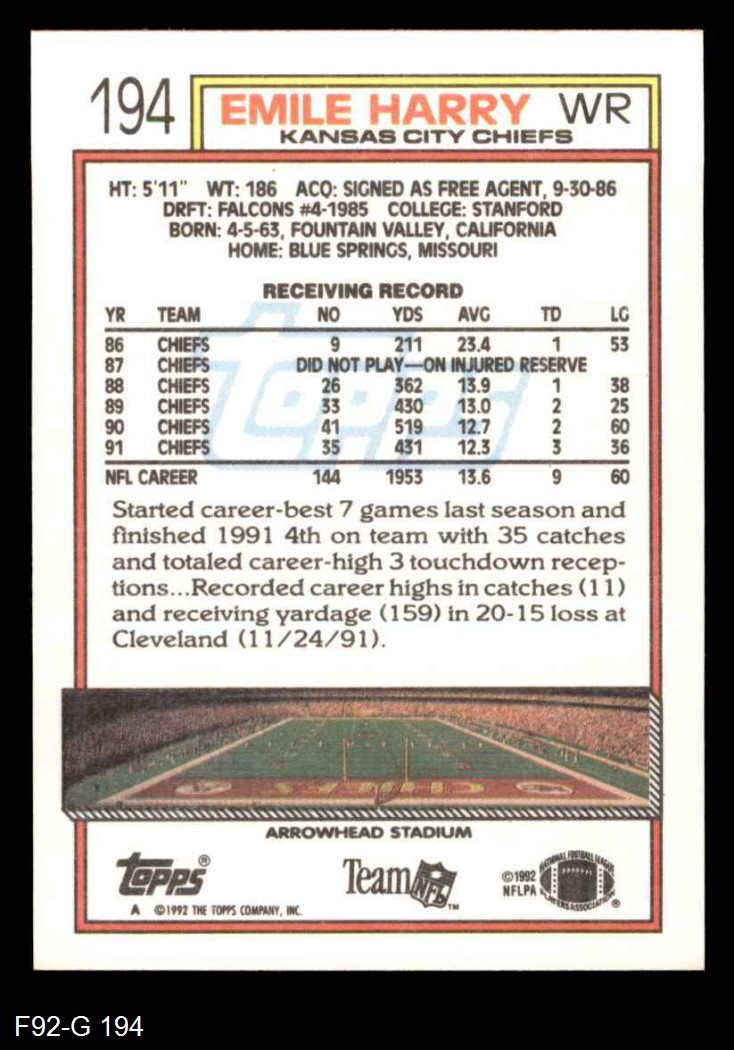 194
EMILE HARRY WR
KANSAS CITY CHIEFS
HT: 5'11" WT: 186 ACQ: SIGNED AS FREE AGENT, 9-30-86
DRFT: FALCONS #4-1985 COLLEGE: STANFORD
BORN: 4-5-63, FOUNTAIN VALLEY, CALIFORNIA
HOME: BLUE SPRINGS, MISSOURI
RECEIVING RECORD
YR TEAM NO YDS AVG TD LG
86 CHIEFS 9 211 23.4 1 53
87 CHIEFS DID NOT PLAY—ON INJURED RESERVE
88 CHIEFS 26 362 13.9 1 38
89 CHIEFS 33 430 13.0 2 25
90 CHIEFS 41 519 12.7 2 60
91 CHIEFS 35 431 12.3 3 36
NFL CAREER 144 1953 13.6 9 60
topps
Started career-best 7 games last season and
finished 1991 4th on team with 35 catches
and totaled career-high 3 touchdown recep-
tions...Recorded career highs in catches (11)
and receiving yardage (159) in 20-15 loss at
Cleveland (11/24/91).
CHIEFS
ARROWHEAD STADIUM
topps®
A ©1992 THE TOPPS COMPANY, INC.
Team NFL™
©1992
NFLPA
NATIONAL FOOTBALL LEAGUE
PLAYERS ASSOCIATION®
F92-G 194